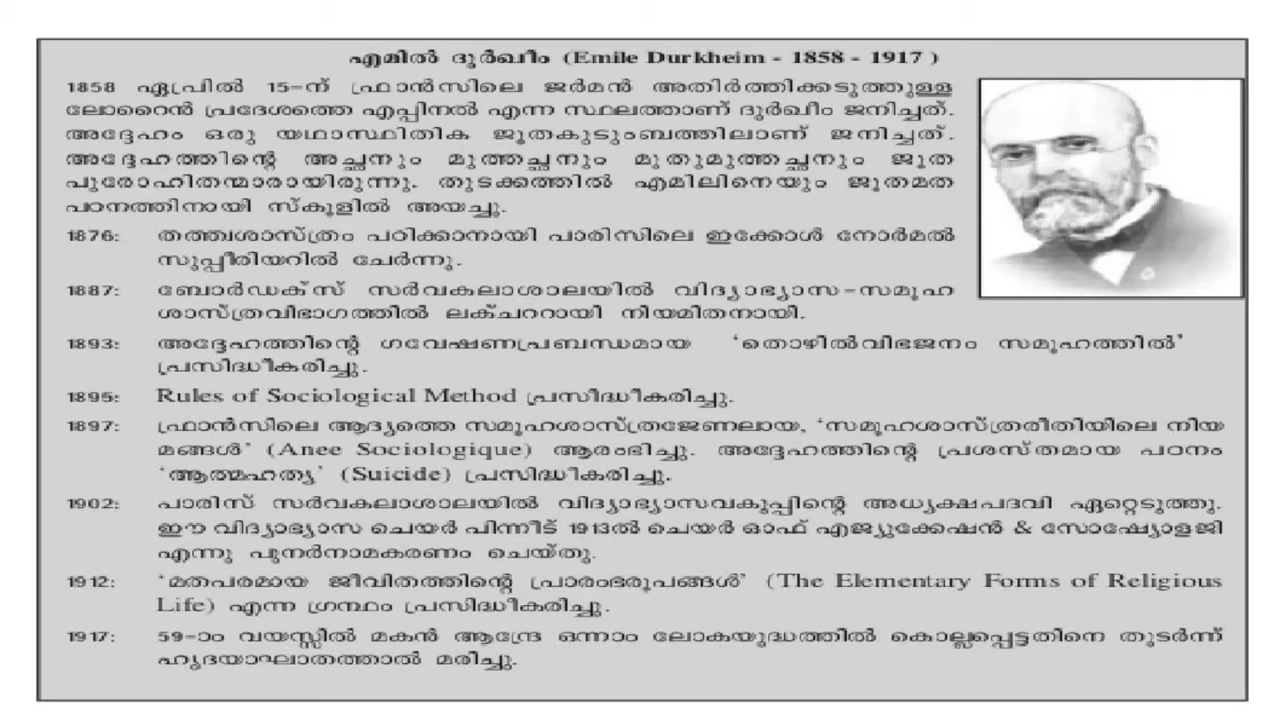 എമിൽ ദുർഖീം (Emile Durkheim - 1858 - 1917 )
1858 ഏപ്രിൽ 15-ന് ഫ്രാൻസിലെ ജർമൻ അതിർത്തിക്കടുത്തുള്ള
ലോറൈൻ പ്രദേശത്തെ എപ്പിനൽ എന്ന സ്ഥലത്താണ് ദുർഖീം ജനിച്ചത്.
അദ്ദേഹം ഒരു യഥാസ്ഥിതിക ജൂതകുടുംബത്തിലാണ് ജനിച്ചത്.
അദ്ദേഹത്തിന്റെ അച്ഛനും മുത്തച്ഛനും മുതുമുത്തച്ഛനും ജൂത
പുരോഹിതന്മാരായിരുന്നു. തുടക്കത്തിൽ എമിലിനെയും ജൂതമത
പഠനത്തിനായി സ്കൂളിൽ അയച്ചു.
1876: തത്ത്വശാസ്ത്രം പഠിക്കാനായി പാരിസിലെ ഇക്കോൾ നോർമൽ
സുപ്പീരിയറിൽ ചേർന്നു.
1887: ബോർഡക്സ് സർവകലാശാലയിൽ വിദ്യാഭ്യാസ-സമൂഹ
ശാസ്ത്രവിഭാഗത്തിൽ ലക്ചററായി നിയമിതനായി.
1893: അദ്ദേഹത്തിന്റെ ഗവേഷണപ്രബന്ധമായ 'തൊഴിൽവിഭജനം സമൂഹത്തിൽ'
പ്രസിദ്ധീകരിച്ചു.
1895: Rules of Sociological Method പ്രസിദ്ധീകരിച്ചു.
1897: ഫ്രാൻസിലെ ആദ്യത്തെ സമൂഹശാസ്ത്രജേണലായ, 'സമൂഹശാസ്ത്രരീതിയിലെ നിയ
മങ്ങൾ' (Anee Sociologique) ആരംഭിച്ചു. അദ്ദേഹത്തിന്റെ പ്രശസ്തമായ പഠനം
'ആത്മഹത്യ' (Suicide) പ്രസിദ്ധീകരിച്ചു.
1902: പാരിസ് സർവകലാശാലയിൽ വിദ്യാഭ്യാസവകുപ്പിന്റെ അധ്യക്ഷപദവി ഏറ്റെടുത്തു.
ഈ വിദ്യാഭ്യാസ ചെയർ പിന്നീട് 1913ൽ ചെയർ ഓഫ് എജ്യുക്കേഷൻ & സോഷ്യോളജി
എന്നു പുനർനാമകരണം ചെയ്തു.
1912: 'മതപരമായ ജീവിതത്തിന്റെ പ്രാരംഭരൂപങ്ങൾ' (The Elementary Forms of Religious
Life) എന്ന ഗ്രന്ഥം പ്രസിദ്ധീകരിച്ചു.
1917: 59-ാം വയസ്സിൽ മകൻ ആന്ദ്രേ ഒന്നാം ലോകയുദ്ധത്തിൽ കൊല്ലപ്പെട്ടതിനെ തുടർന്ന്
ഹൃദയാഘാതത്താൽ മരിച്ചു.